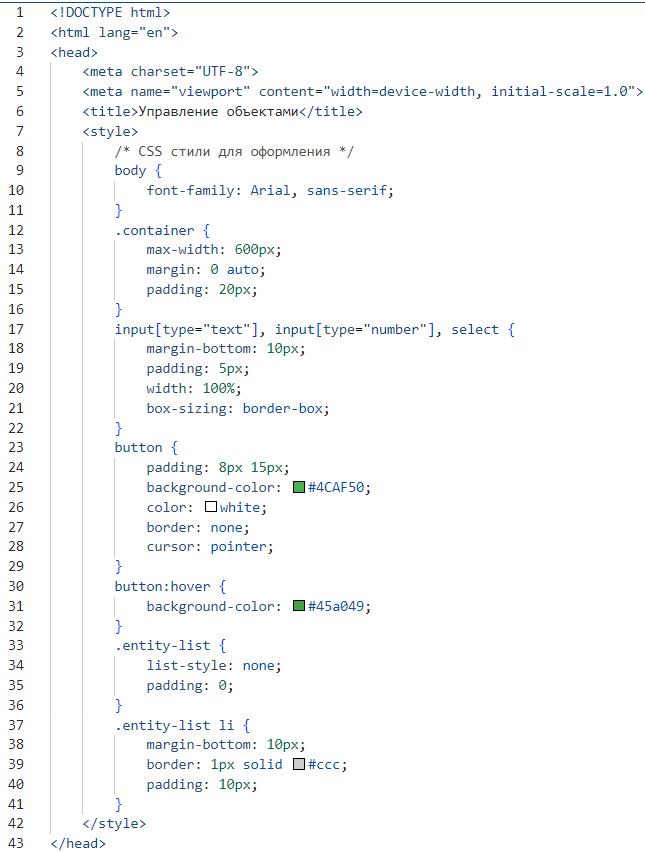 1 <!DOCTYPE html>
2 <html lang="en">
3 <head>
4 <meta charset="UTF-8">
5 <meta name="viewport" content="width=device-width, initial-scale=1.0">
6 <title>Управление объектами</title>
7 <style>
8 /* CSS стили для оформления */
9 body {
10 font-family: Arial, sans-serif;
11 }
12 .container {
13 max-width: 600px;
14 margin: 0 auto;
15 padding: 20px;
16 }
17 input[type="text"], input[type="number"], select {
18 margin-bottom: 10px;
19 padding: 5px;
20 width: 100%;
21 box-sizing: border-box;
22 }
23 button {
24 padding: 8px 15px;
25 background-color: #4CAF50;
26 color: white;
27 border: none;
28 cursor: pointer;
29 }
30 button:hover {
31 background-color: #45a049;
32 }
33 .entity-list {
34 list-style: none;
35 padding: 0;
36 }
37 .entity-list li {
38 margin-bottom: 10px;
39 border: 1px solid #ccc;
40 padding: 10px;
41 }
42 </style>
43 </head>